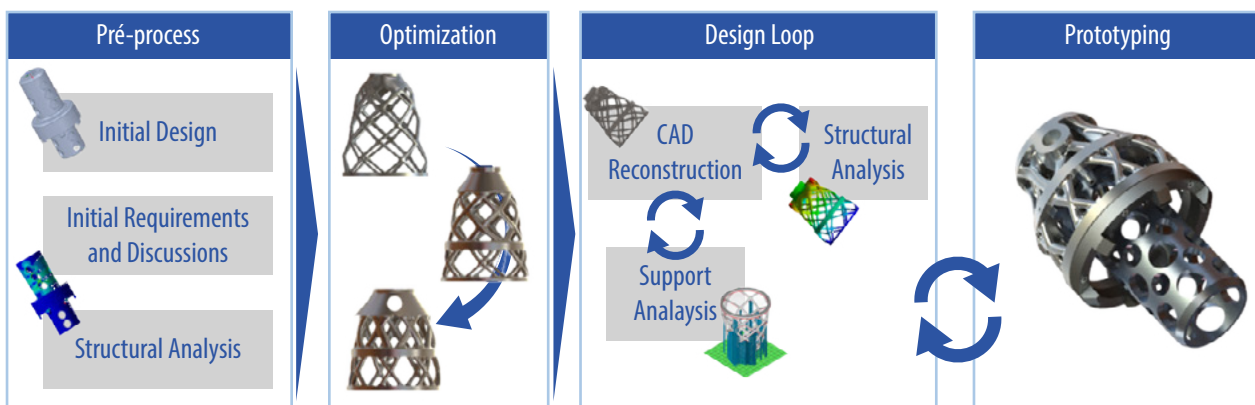 Pré-process
Initial Design
Initial Requirements
and Discussions
Structural Analysis
Optimization
Design Loop
CAD
Reconstruction
Structural
Analysis
Support
Analaysis
Prototyping